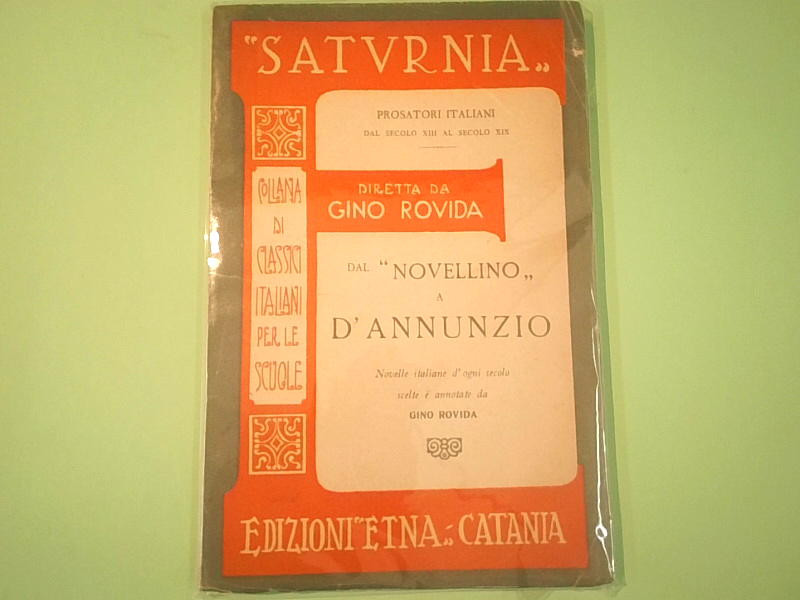 "SATVRNIA„
PROSATORI ITALIANI
DAL SECOLO XIII AL SECOLO XIX
DIRETTA DA
GINO ROVIDA
COLLANA
DI
CLASSICI
ITALIANI
PER LE
SCUOLE
DAL "NOVELLINO„
A
D'ANNUNZIO
Novelle italiane d'ogni secolo
scelte e annotate da
GINO ROVIDA
EDIZIONI "ETNA„ - CATANIA